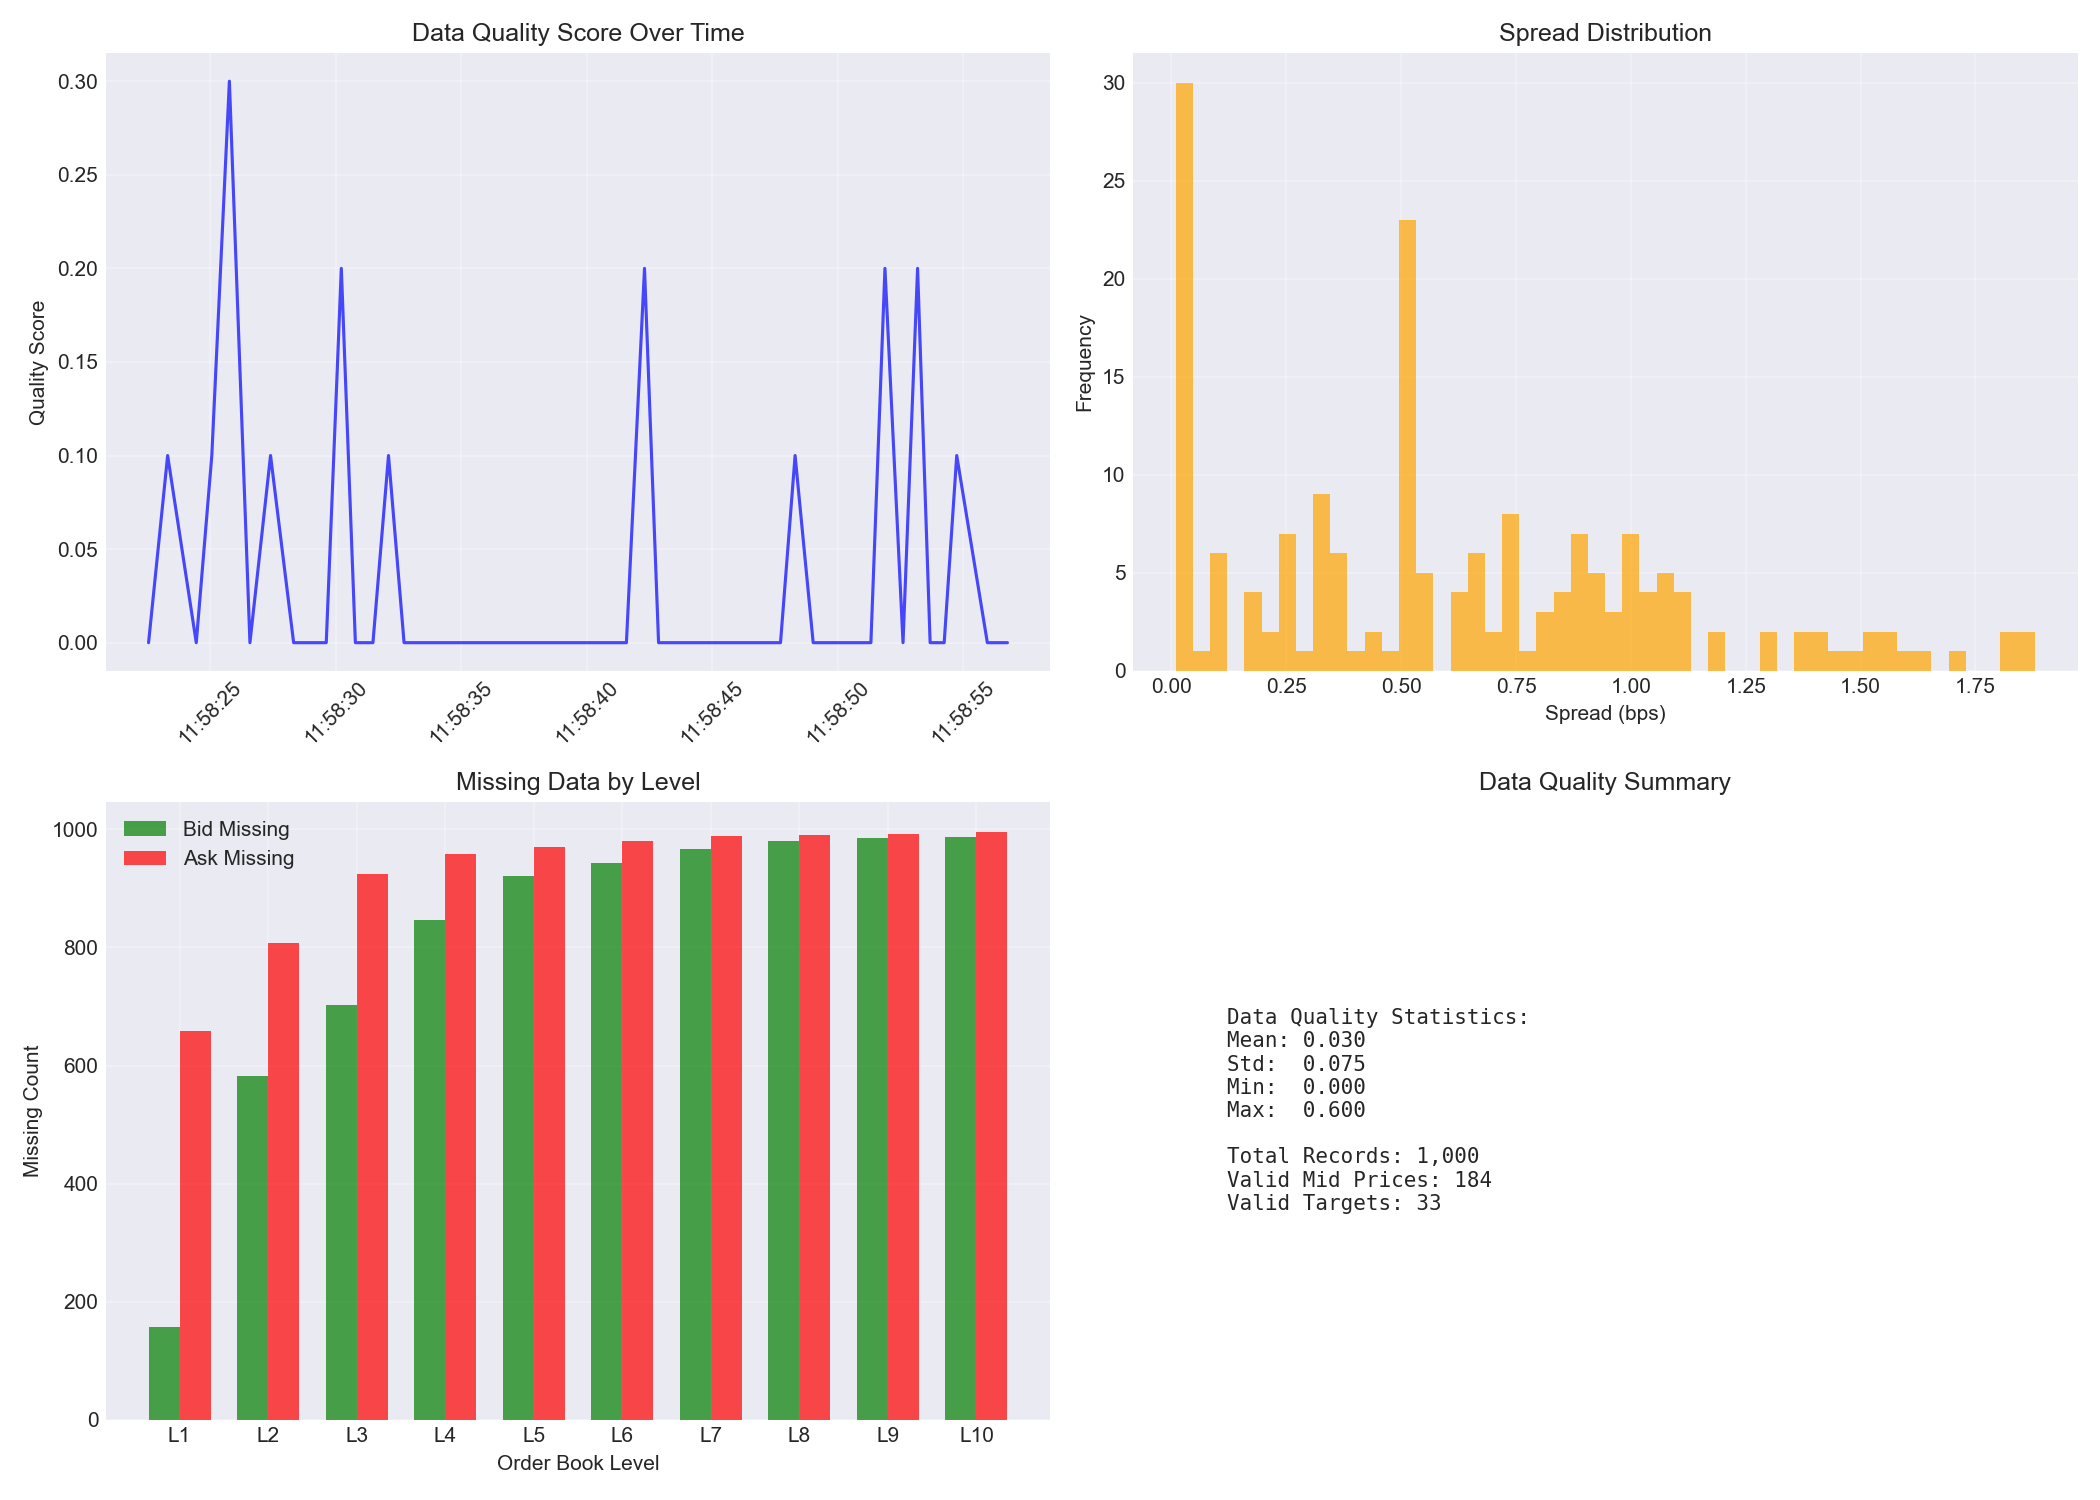 Data Quality Score Over Time
0.30
0.25
0.20
0.15
0.10
0.05
0.00
Quality Score
11:58:25
11:58:30
11:58:35
11:58:40
11:58:45
11:58:50
11:58:55
Spread Distribution
30
25
20
15
10
5
0
Frequency
0.00 0.25 0.50 0.75 1.00 1.25 1.50 1.75
Spread (bps)
Missing Data by Level
Bid Missing
Ask Missing
1000
800
600
400
200
0
Missing Count
L1 L2 L3 L4 L5 L6 L7 L8 L9 L10
Order Book Level
Data Quality Summary
Data Quality Statistics:
Mean: 0.030
Std:  0.075
Min:  0.000
Max:  0.600
Total Records: 1,000
Valid Mid Prices: 184
Valid Targets: 33